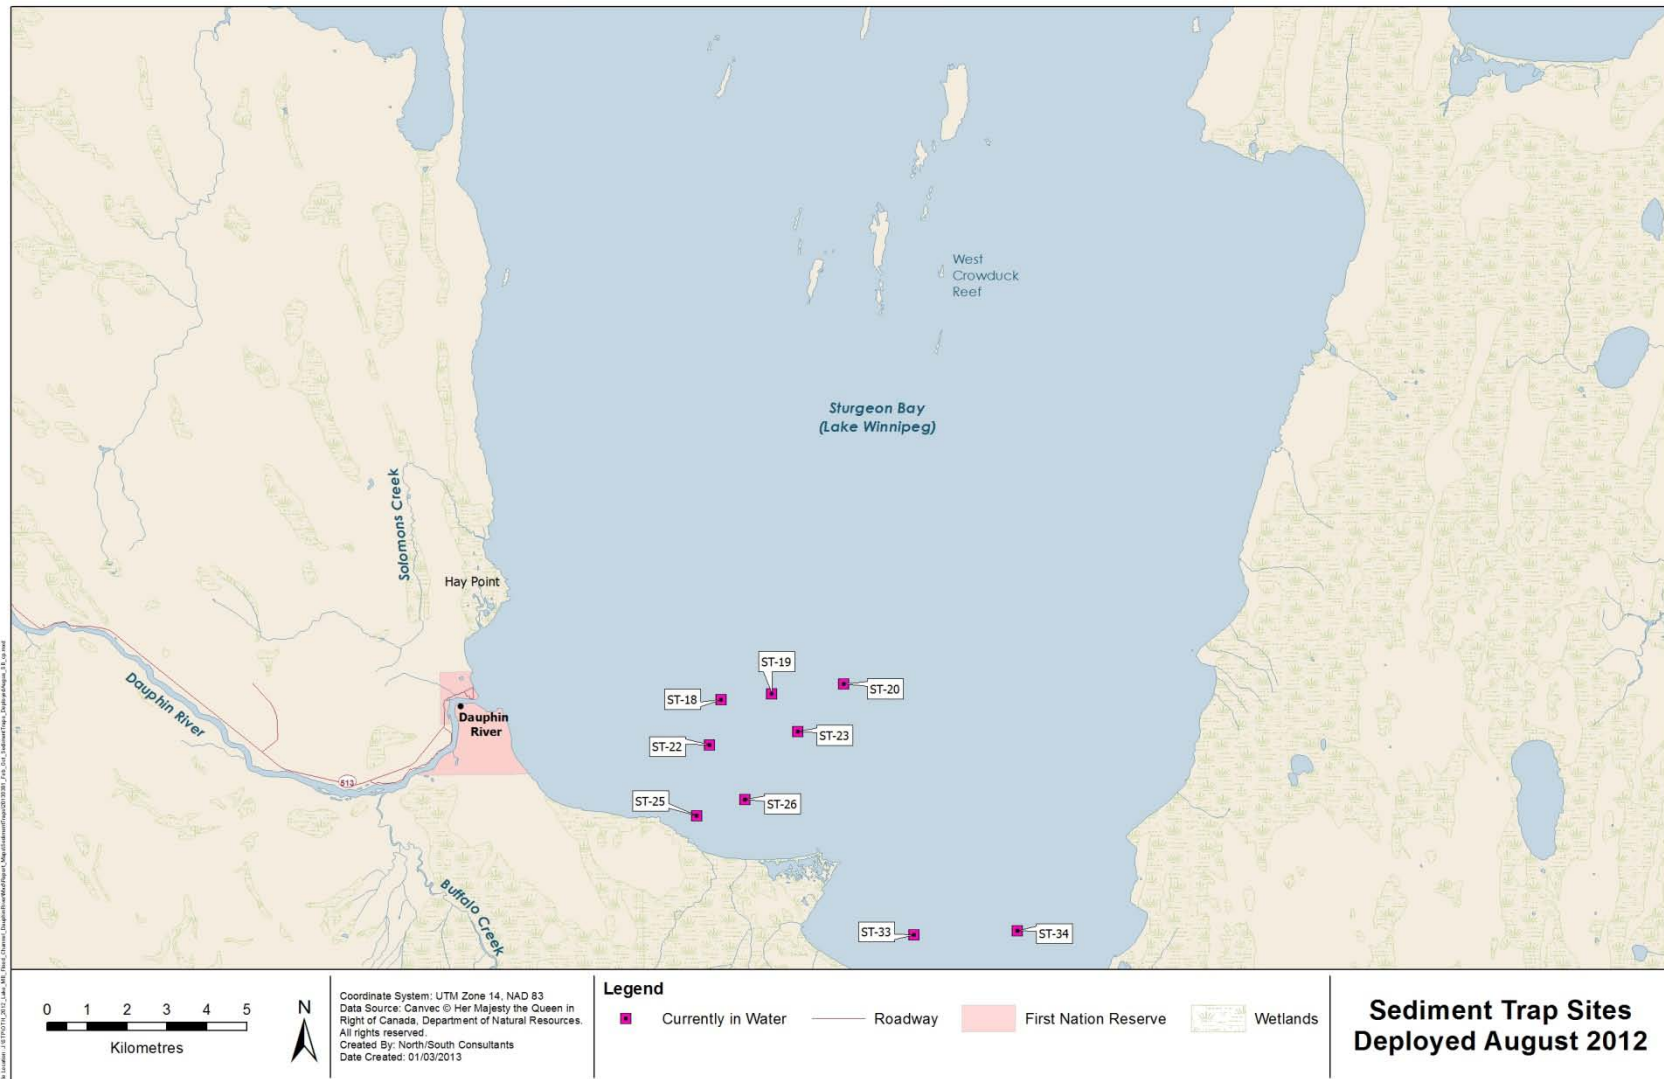 West
Crowduck
Reef
Sturgeon Bay
(Lake Winnipeg)
Solomons Creek
Hay Point
Dauphin River
Dauphin
River
513
Buffalo Creek
ST-19
ST-20
ST-18
ST-23
ST-22
ST-25
ST-26
ST-33
ST-34
0 1 2 3 4 5
Kilometres
N
Coordinate System: UTM Zone 14, NAD 83
Data Source: Canvec © Her Majesty the Queen in
Right of Canada, Department of Natural Resources.
All rights reserved.
Created By: North/South Consultants
Date Created: 01/03/2013
Legend
Currently in Water
Roadway
First Nation Reserve
Wetlands
Sediment Trap Sites
Deployed August 2012